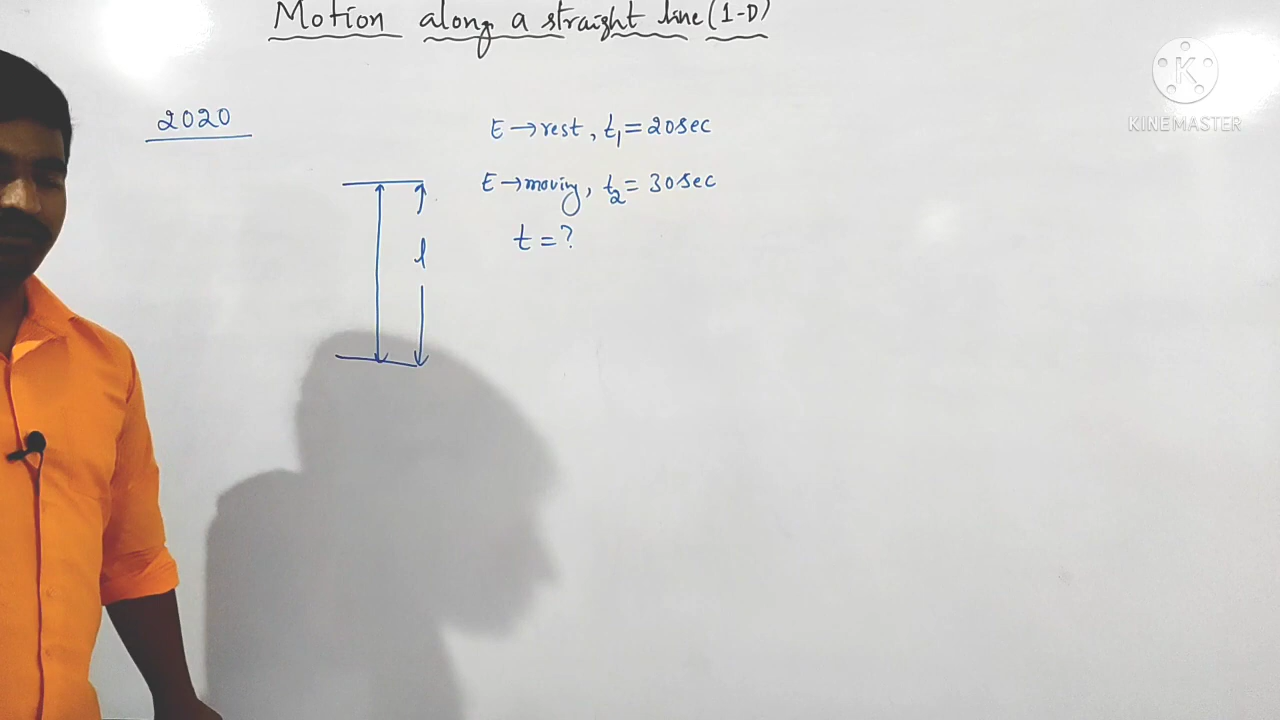 Motion along a straight line (1-D)
KINEMASTER
2020
E → rest, t₁ = 20 sec
E → moving, t₂ = 30 sec
t = ?
l